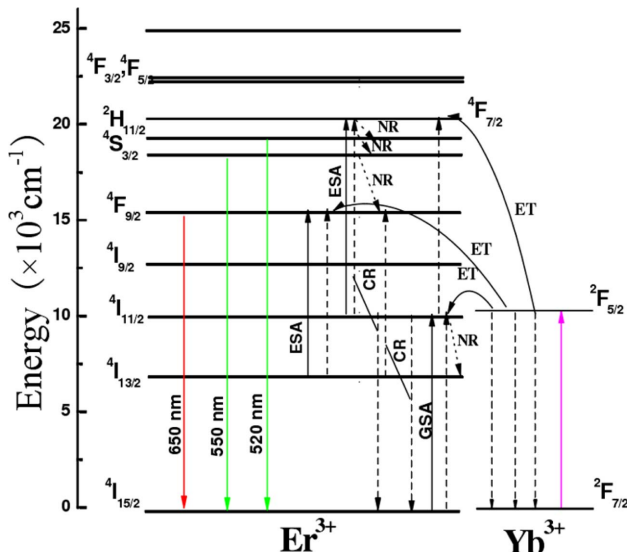 Energy (×10³cm⁻¹)
25
20
15
10
5
0
⁴F₃/₂,⁴F₅/₂
²H₁₁/₂
⁴S₃/₂
⁴F₉/₂
⁴I₉/₂
⁴I₁₁/₂
⁴I₁₃/₂
⁴I₁₅/₂
⁴F₇/₂
²F₅/₂
²F₇/₂
650 nm
550 nm
520 nm
ESA
ESA
NR
NR
NR
CR
CR
GSA
NR
ET
ET
ET
Er³⁺
Yb³⁺